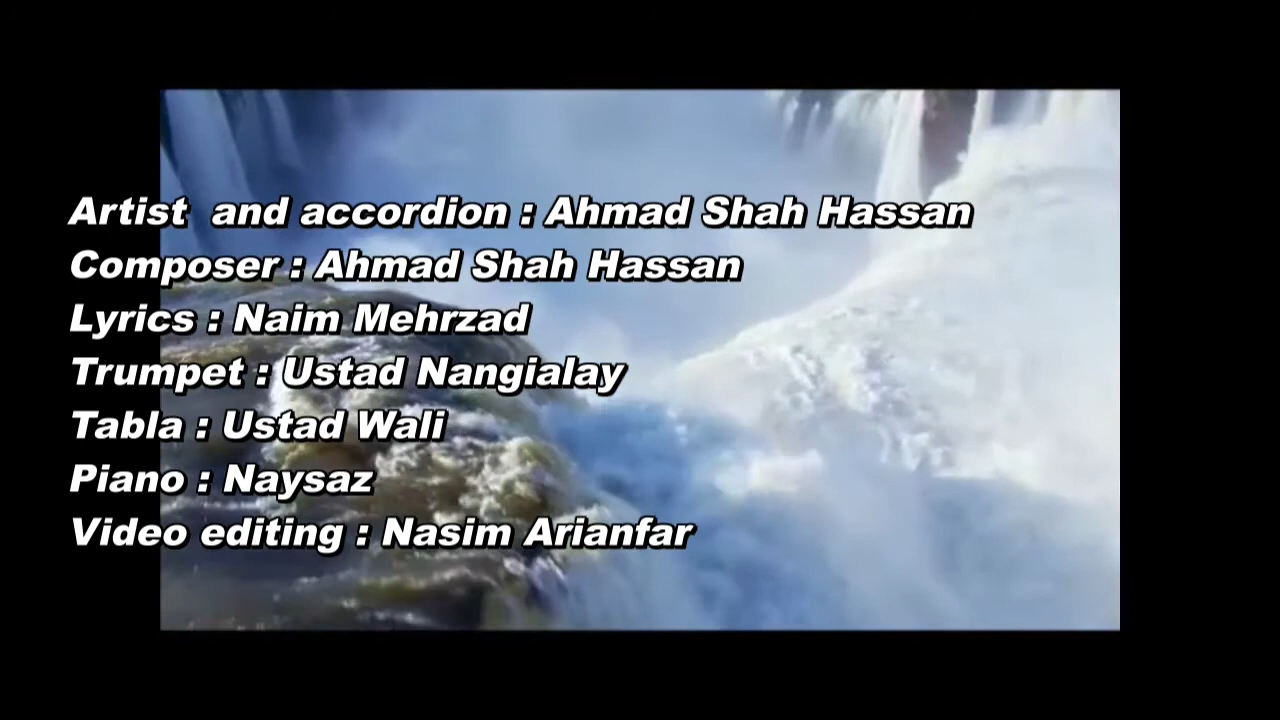 Artist  and accordion : Ahmad Shah Hassan
Composer : Ahmad Shah Hassan
Lyrics : Naim Mehrzad
Trumpet : Ustad Nangialay
Tabla : Ustad Wali
Piano : Naysaz
Video editing : Nasim Arianfar